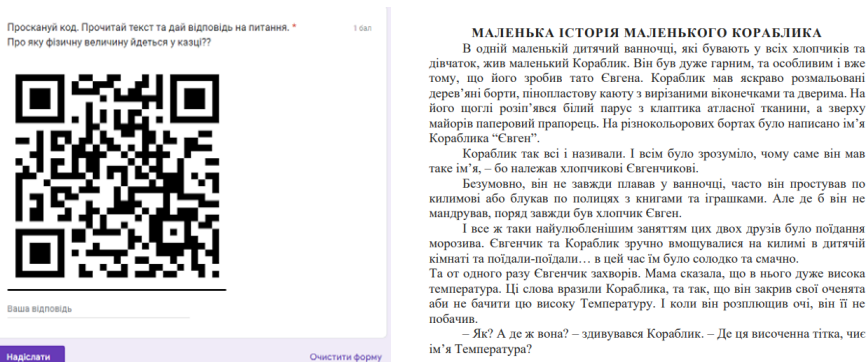 Проскануй код. Прочитай текст та дай відповідь на питання. *
1 бал
Про яку фізичну величину йдеться у казці??
Ваша відповідь
Надіслати
Очистити форму
МАЛЕНЬКА ІСТОРІЯ МАЛЕНЬКОГО КОРАБЛИКА
В одній маленькій дитячий ванночці, які бувають у всіх хлопчиків та
дівчаток, жив маленький Кораблик. Він був дуже гарним, та особливим і вже
тому, що його зробив тато Євгена. Кораблик мав яскраво розмальовані
дерев’яні борти, пінопластову каюту з вирізаними віконечками та дверима. На
його щоглі розіп’явся білий парус з клаптика атласної тканини, а зверху
майорів паперовий прапорець. На різнокольорових бортах було написано ім’я
Кораблика “Євген”.
Кораблик так всі і називали. І всім було зрозуміло, чому саме він мав
таке ім’я, – бо належав хлопчикові Євгенчикові.
Безумовно, він не завжди плавав у ванночці, часто він простував по
килимові або блукав по полицях з книгами та іграшками. Але де б він не
мандрував, поряд завжди був хлопчик Євген.
І все ж таки найулюбленішим заняттям цих двох друзів було поїдання
морозива. Євгенчик та Кораблик зручно вмощувалися на килимі в дитячій
кімнаті та поїдали-поїдали… в цей час їм було солодко та смачно.
Та от одного разу Євгенчик захворів. Мама сказала, що в нього дуже висока
температура. Ці слова вразили Кораблика, та так, що він закрив свої оченята
аби не бачити цю високу Температуру. І коли він розплющив очі, він її не
побачив.
– Як? А де ж вона? – здивувався Кораблик. – Де ця височенна тітка, чиє
ім’я Температура?